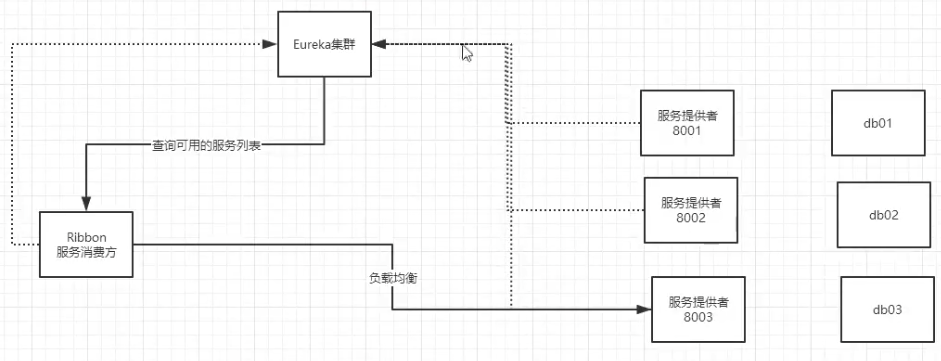 Eureka集群
服务提供者
8001
db01
查询可用的服务列表
服务提供者
8002
db02
Ribbon
服务消费方
负载均衡
服务提供者
8003
db03